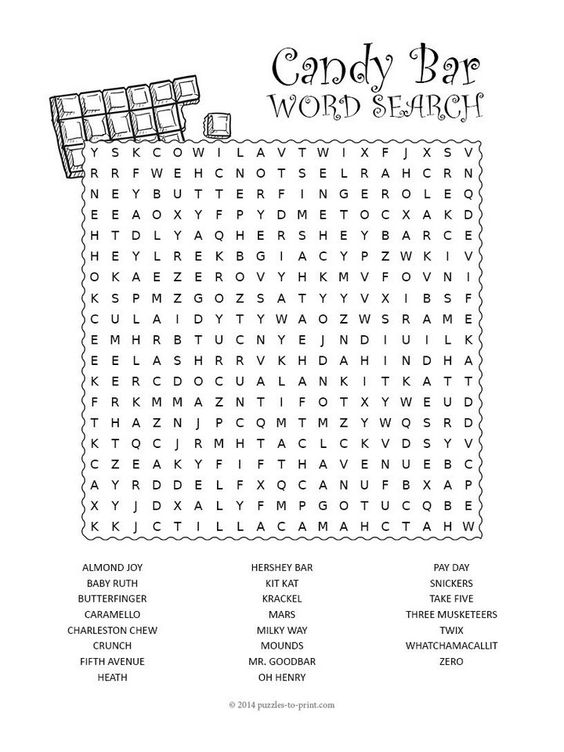 Candy Bar
WORD SEARCH
Y S K C O W I L A V T W I X F J X S V
R R F W E H C N O T S E L R A H C R N
N E Y B U T T E R F I N G E R O L E Q
E E A O X Y F P Y D M E T O C X A K D
H T D L Y A Q H E R S H E Y B A R C E
H E Y L R E K B G I A C Y P Z W K I V
O K A E Z E R O V Y H K M V F O V N I
K S P M Z G O Z S A T Y Y V X I B S F
C U L A I D Y T Y W A O Z W S R A M E
E M H R B T U C N Y E J N D I U I L K
E E L A S H R R V K H D A H I N D H A
K E R C D O C U A L A N K I T K A T T
F R K M M A Z N T I F O T X Y W E U D
T H A Z N J P C Q M T M Z Y W Q S R D
K T Q C J R M H T A C L C K V D S Y V
C Z E A K Y F I F T H A V E N U E B C
A Y R D D E L F X Q C A N U F B X A P
X Y J D X A L Y F M P G O T U C Q B E
K K J C T I L L A C A M A H C T A H W
ALMOND JOY
BABY RUTH
BUTTERFINGER
CARAMELLO
CHARLESTON CHEW
CRUNCH
FIFTH AVENUE
HEATH
HERSHEY BAR
KIT KAT
KRACKEL
MARS
MILKY WAY
MOUNDS
MR. GOODBAR
OH HENRY
PAY DAY
SNICKERS
TAKE FIVE
THREE MUSKETEERS
TWIX
WHATCHAMACALLIT
ZERO
© 2014 puzzles-to-print.com